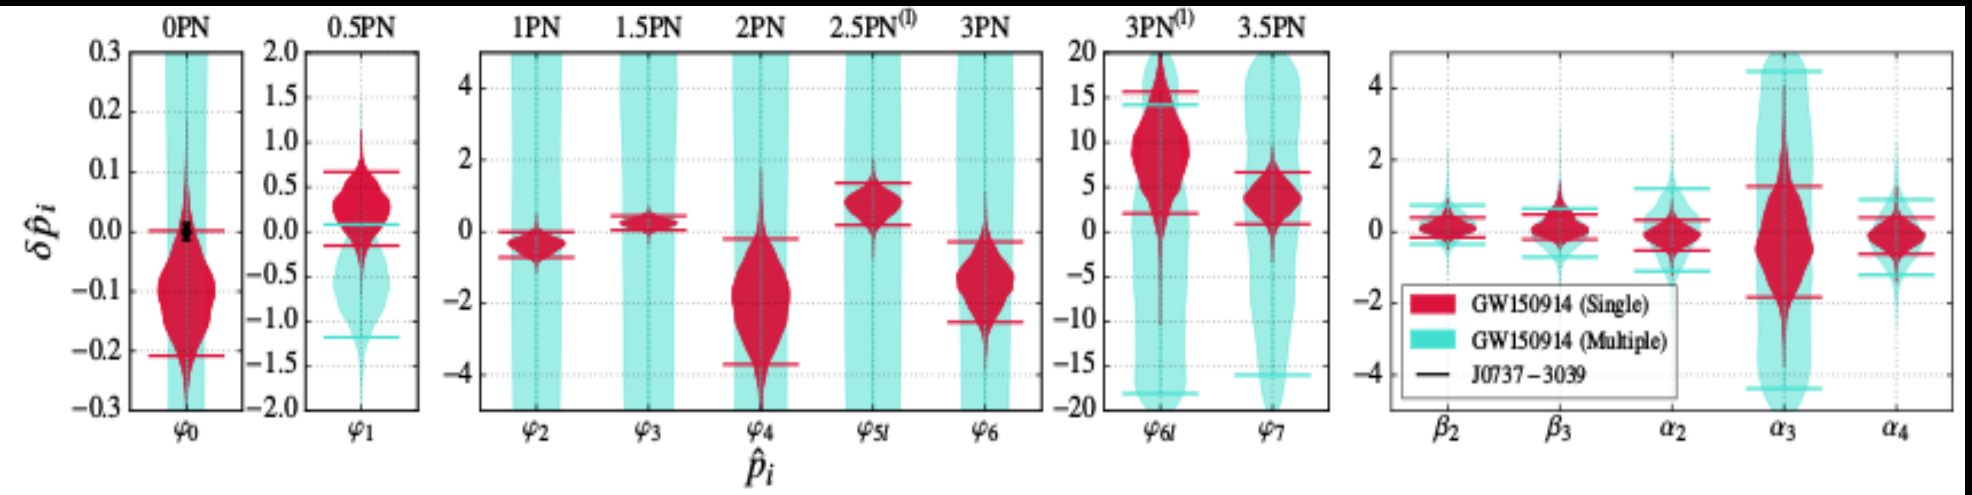 0PN 0.5PN 1PN 1.5PN 2PN 2.5PN⁽ˡ⁾ 3PN 3PN⁽ˡ⁾ 3.5PN
0.3 2.0 4 20 4
0.2 1.5 2 15 2
0.1 1.0 0 10 0
0.0 0.5 −2 5 −2
−0.1 0.0 −4 0 −4
−0.2 −0.5 −5
−0.3 −1.0 −10
−1.5 −15
−2.0 −20
δp̂ᵢ
GW150914 (Single)
GW150914 (Multiple)
J0737−3039
φ₀ φ₁ φ₂ φ₃ φ₄ φ₅ₗ φ₆ φ₆ₗ φ₇ β₂ β₃ α₂ α₃ α₄
p̂ᵢ